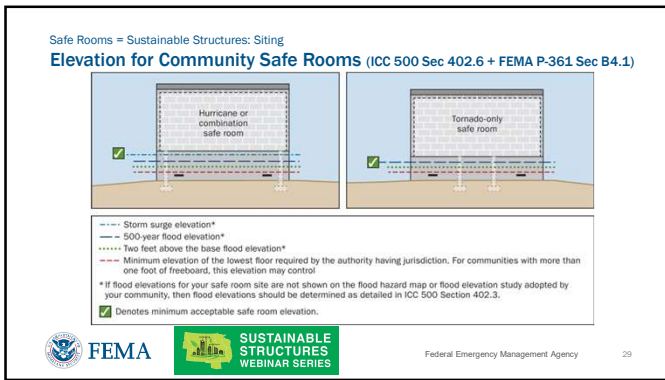 Safe Rooms = Sustainable Structures: Siting
Elevation for Community Safe Rooms (ICC 500 Sec 402.6 + FEMA P-361 Sec B4.1)
Hurricane or
combination
safe room
Tornado-only
safe room
Storm surge elevation*
500-year flood elevation*
Two feet above the base flood elevation*
Minimum elevation of the lowest floor required by the authority having jurisdiction. For communities with more than
one foot of freeboard, this elevation may control
* If flood elevations for your safe room site are not shown on the flood hazard map or flood elevation study adopted by
your community, then flood elevations should be determined as detailed in ICC 500 Section 402.3.
Denotes minimum acceptable safe room elevation.
FEMA
SUSTAINABLE
STRUCTURES
WEBINAR SERIES
Federal Emergency Management Agency
29